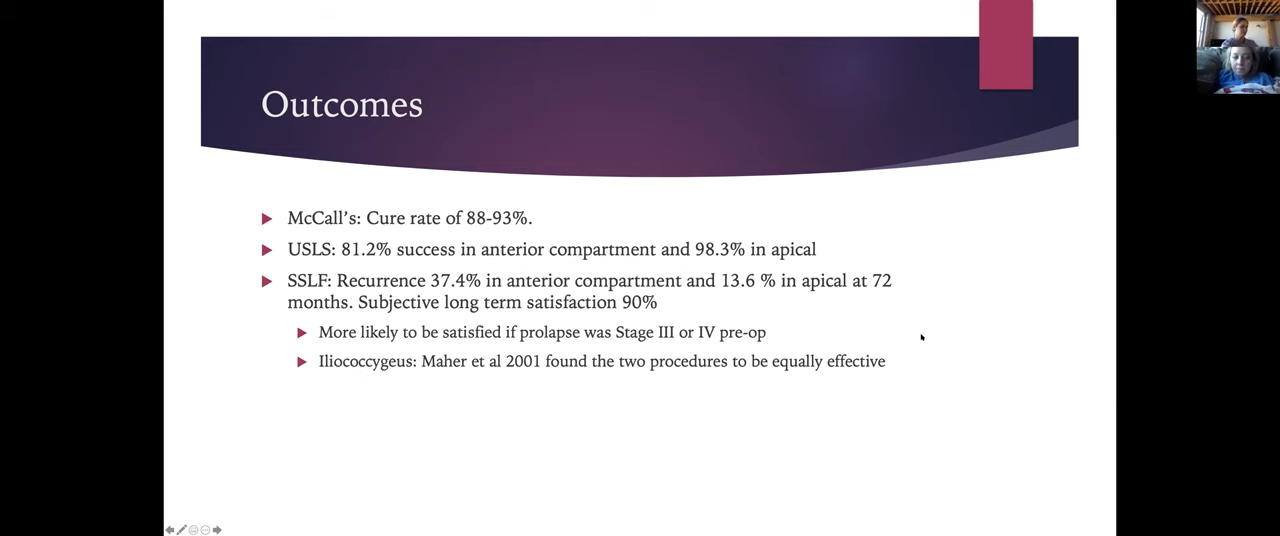 Outcomes
McCall's: Cure rate of 88-93%.
USLS: 81.2% success in anterior compartment and 98.3% in apical
SSLF: Recurrence 37.4% in anterior compartment and 13.6 % in apical at 72
months. Subjective long term satisfaction 90%
More likely to be satisfied if prolapse was Stage III or IV pre-op
Iliococcygeus: Maher et al 2001 found the two procedures to be equally effective